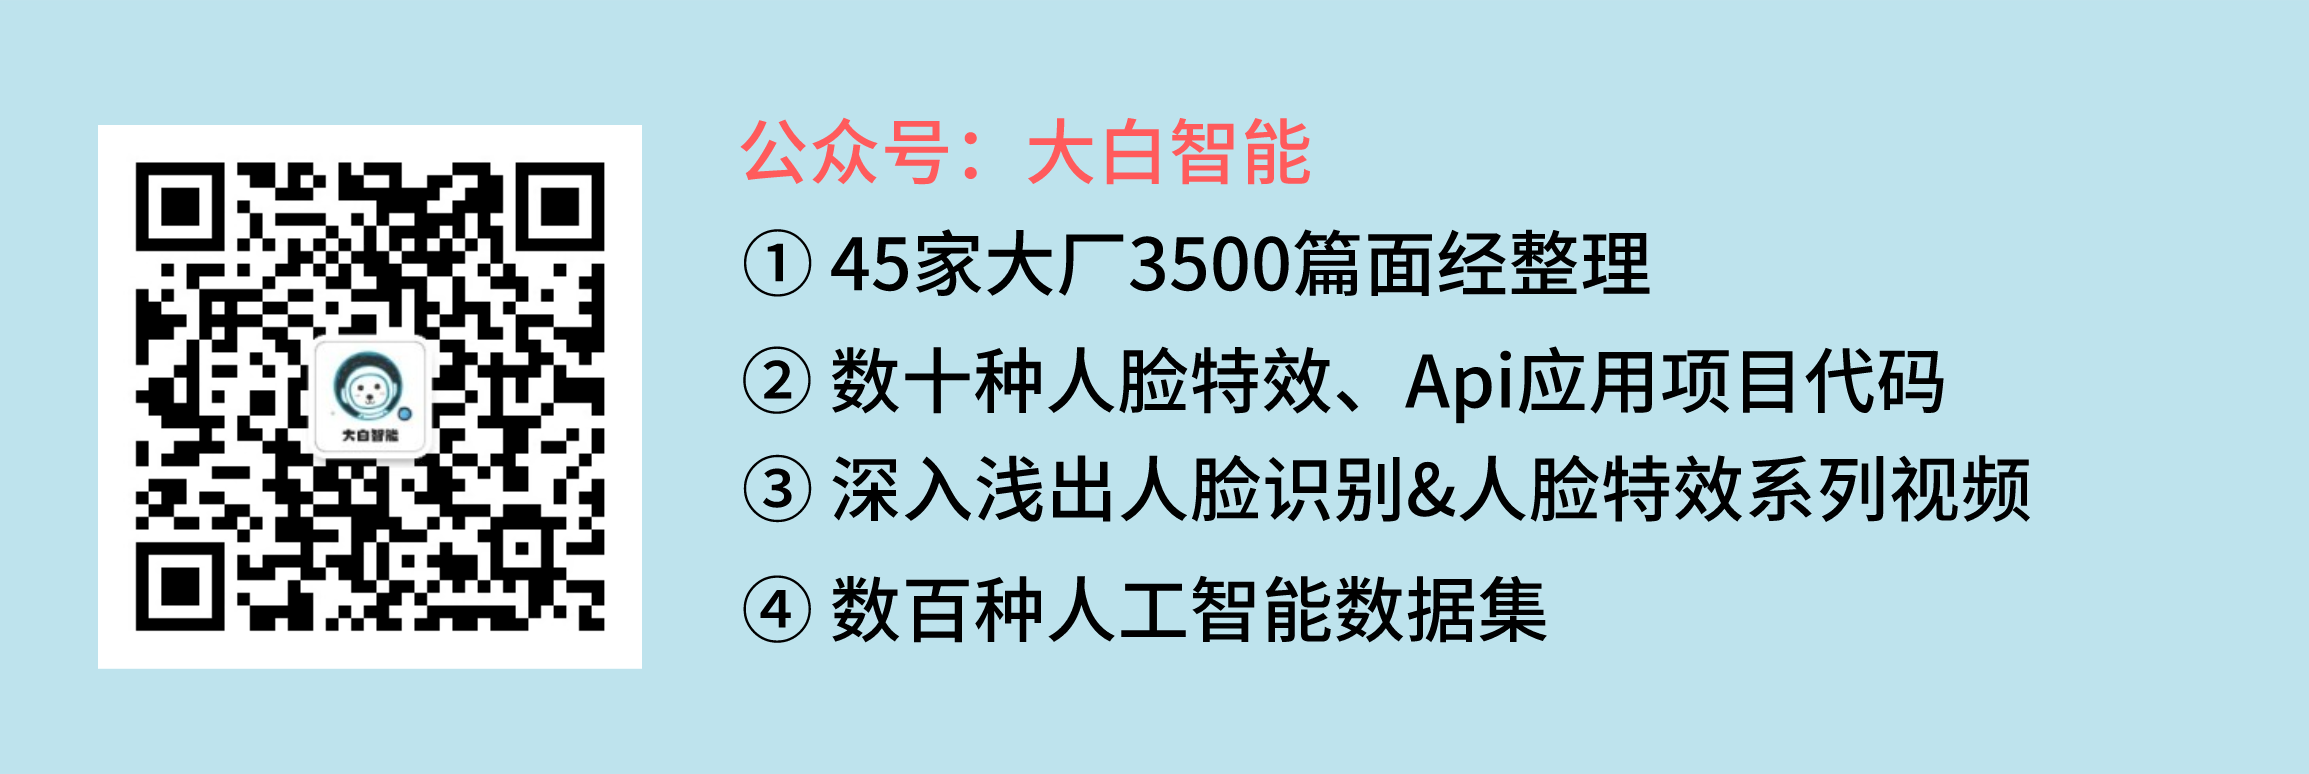 公众号：大白智能
① 45家大厂3500篇面经整理
② 数十种人脸特效、Api应用项目代码
③ 深入浅出人脸识别&人脸特效系列视频
④ 数百种人工智能数据集
大白智能